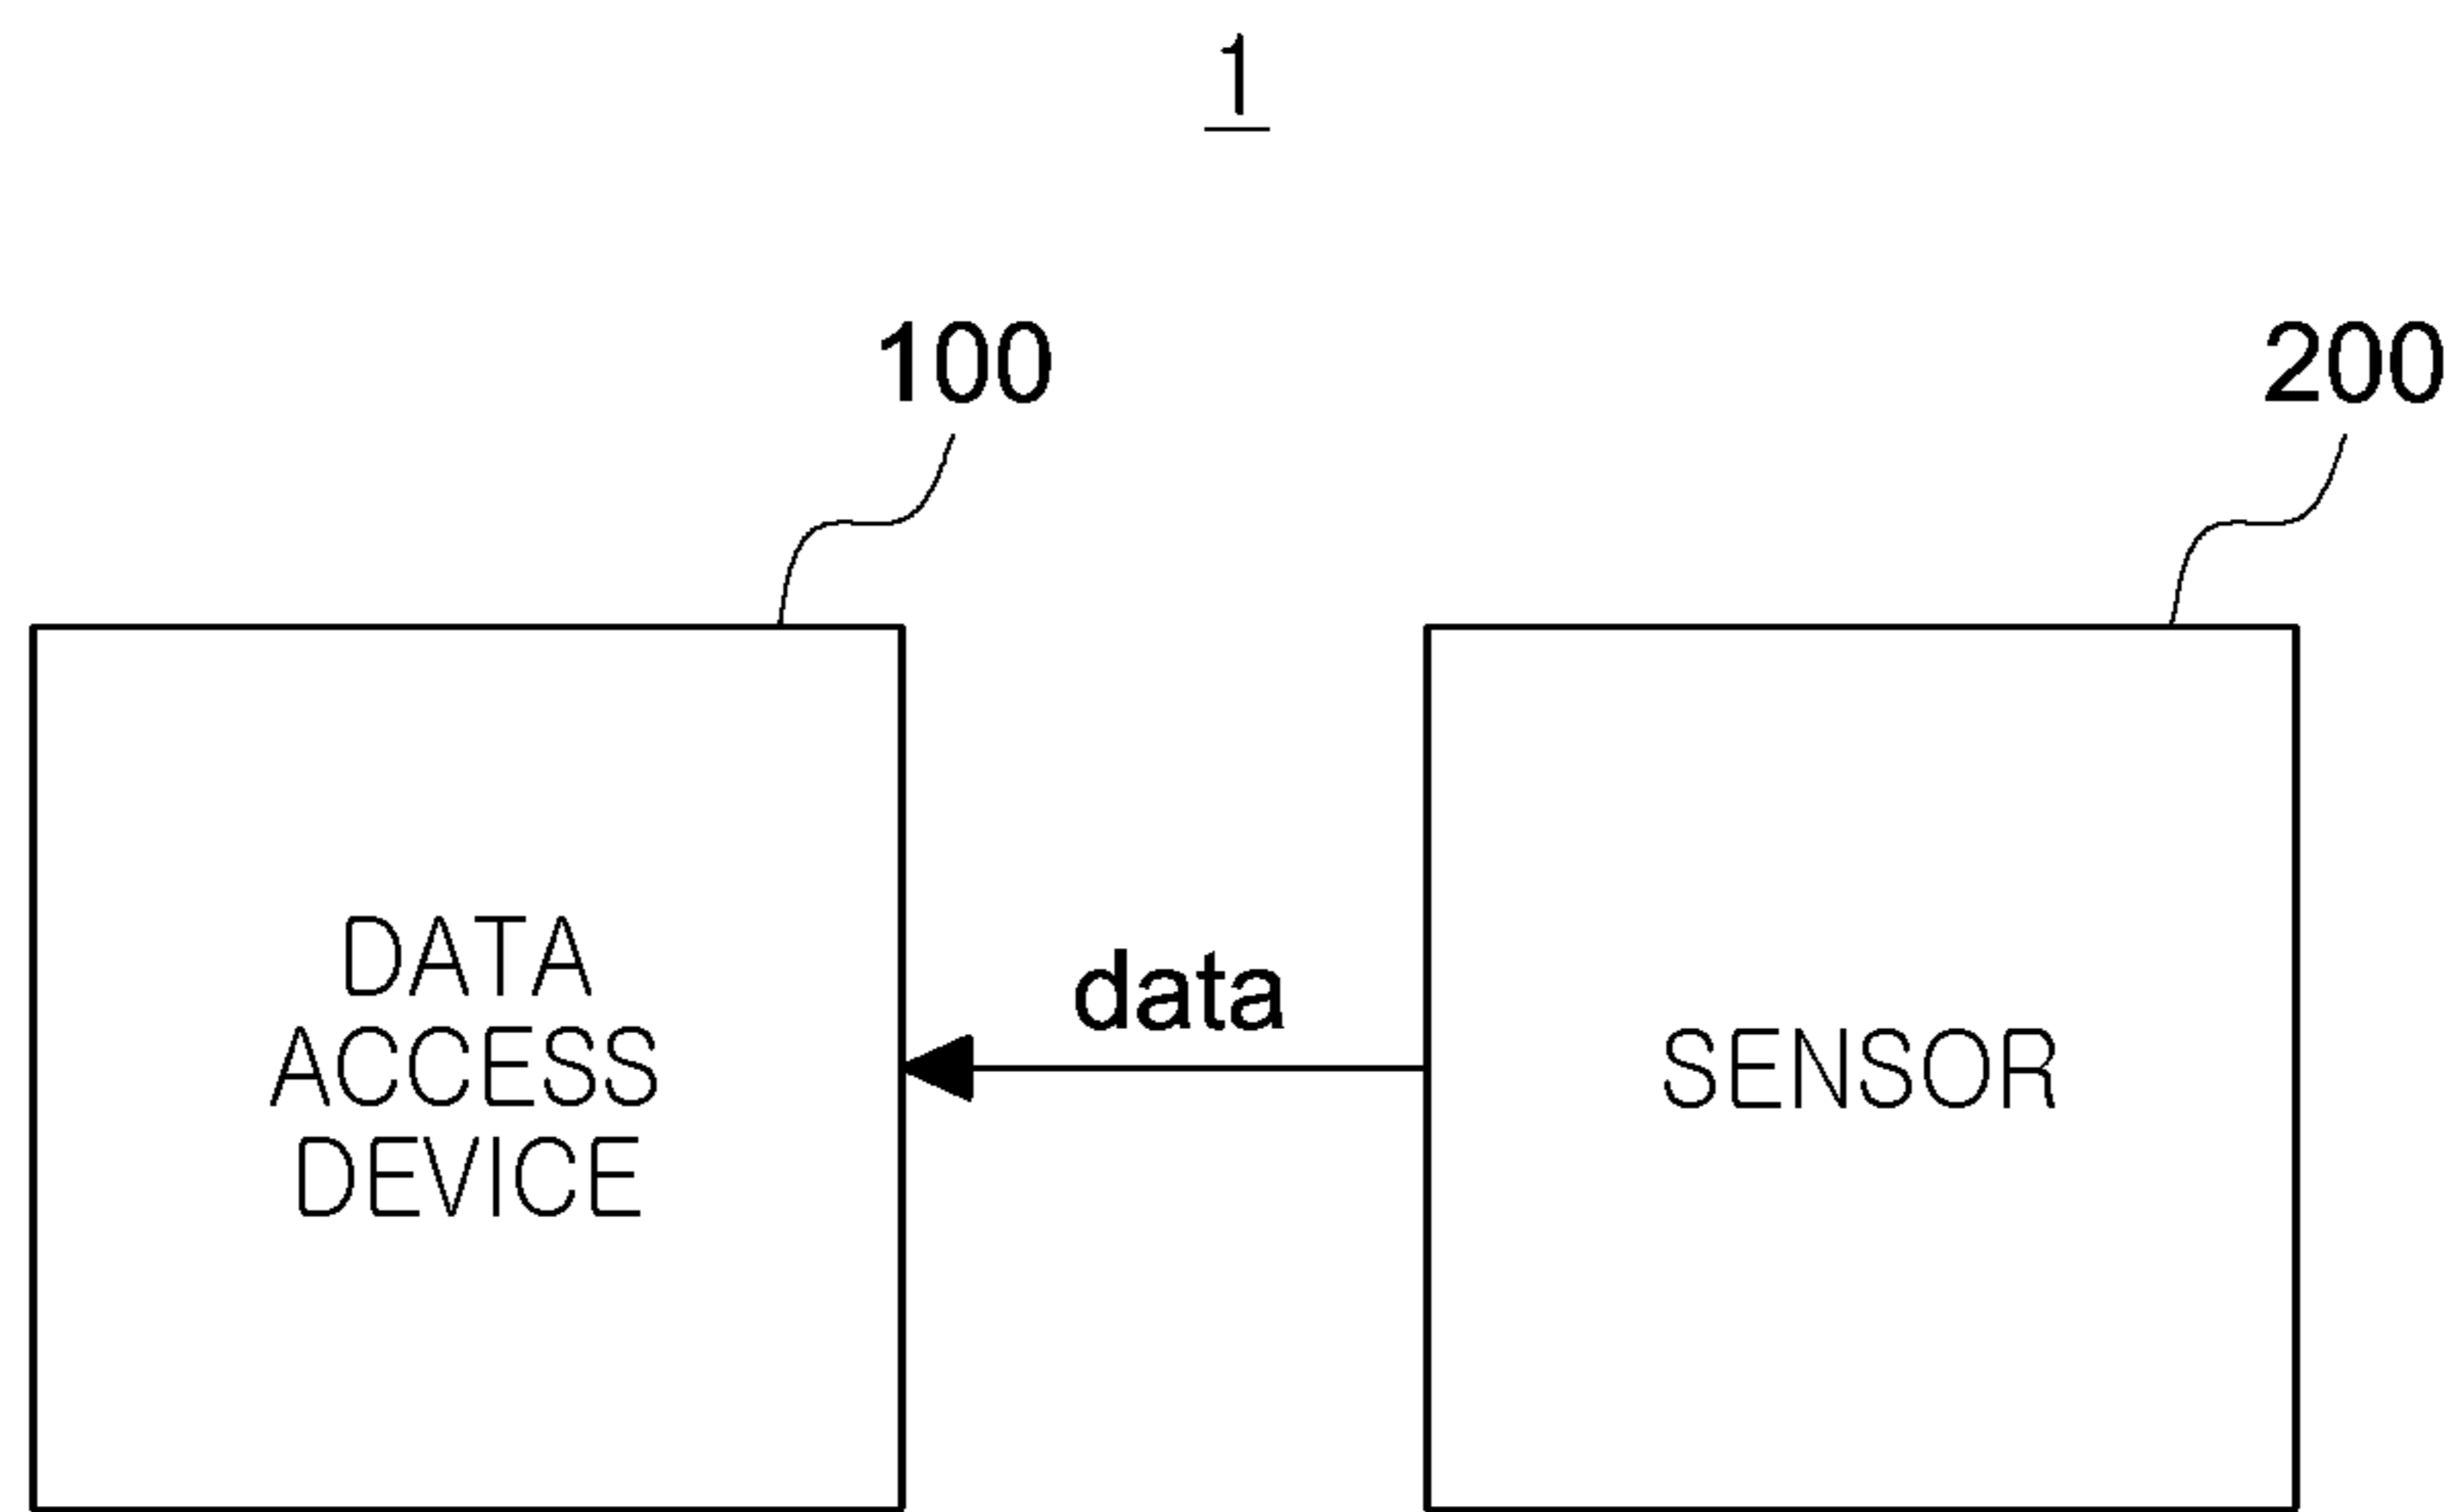 1
100
200
DATA
ACCESS
DEVICE
data
SENSOR